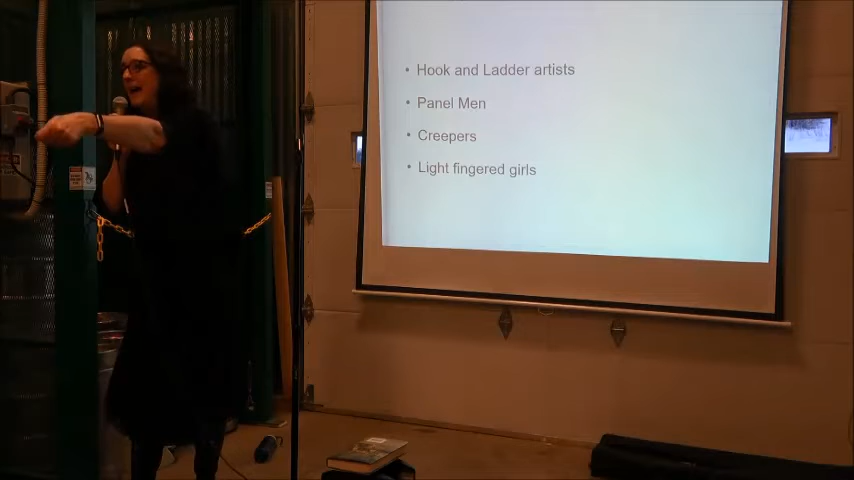 • Hook and Ladder artists
• Panel Men
• Creepers
• Light fingered girls